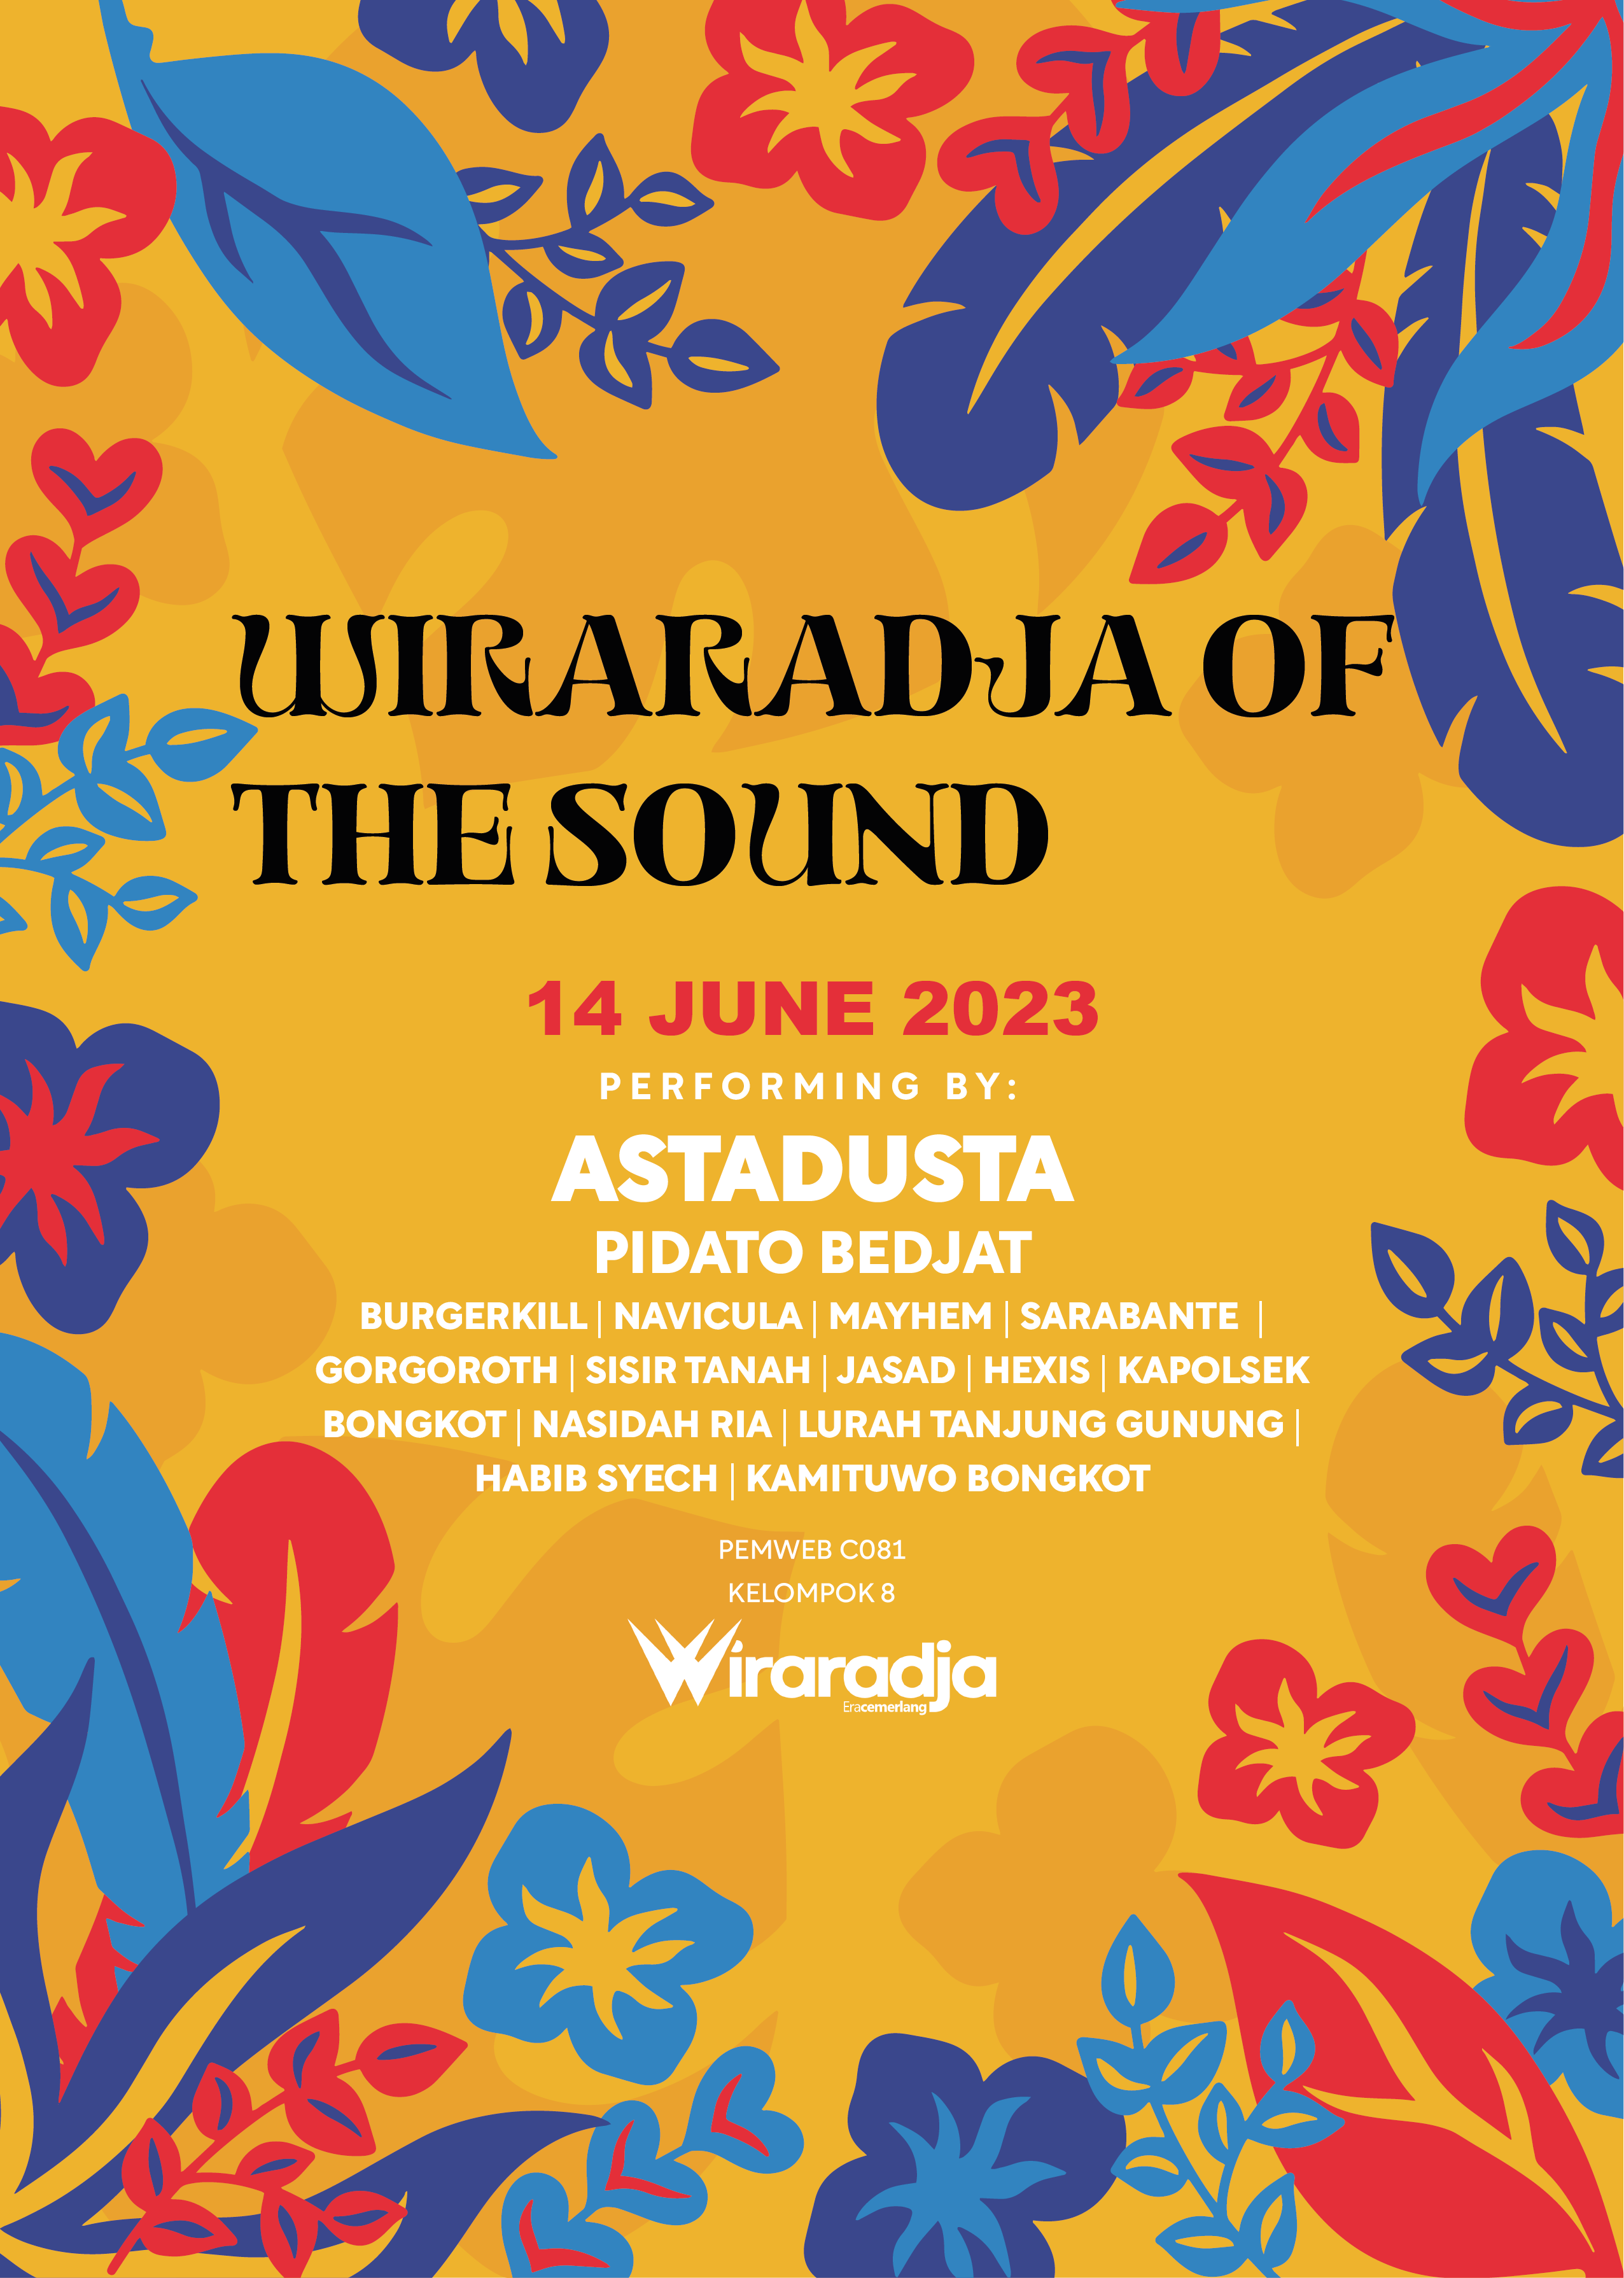 WIRARADJA OF
THE SOUND
14 JUNE 2023
PERFORMING BY:
ASTADUSTA
PIDATO BEDJAT
BURGERKILL | NAVICULA | MAYHEM | SARABANTE |
GORGOROTH | SISIR TANAH | JASAD | HEXIS | KAPOLSEK
BONGKOT | NASIDAH RIA | LURAH TANJUNG GUNUNG |
HABIB SYECH | KAMITUWO BONGKOT
PEMWEB C081
KELOMPOK 8
Wiraradja
Eracemerlang